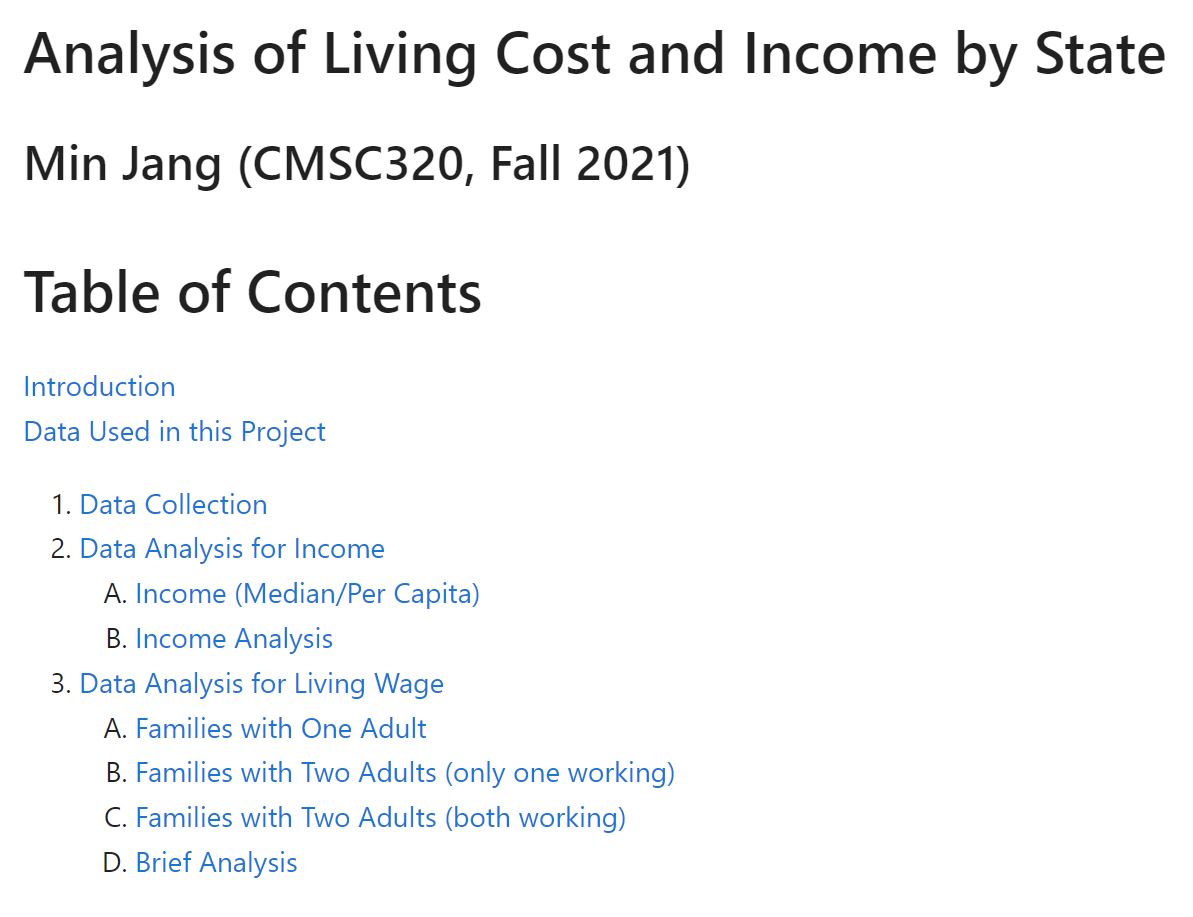 Analysis of Living Cost and Income by State
Min Jang (CMSC320, Fall 2021)
Table of Contents
Introduction
Data Used in this Project
1. Data Collection
2. Data Analysis for Income
A. Income (Median/Per Capita)
B. Income Analysis
3. Data Analysis for Living Wage
A. Families with One Adult
B. Families with Two Adults (only one working)
C. Families with Two Adults (both working)
D. Brief Analysis